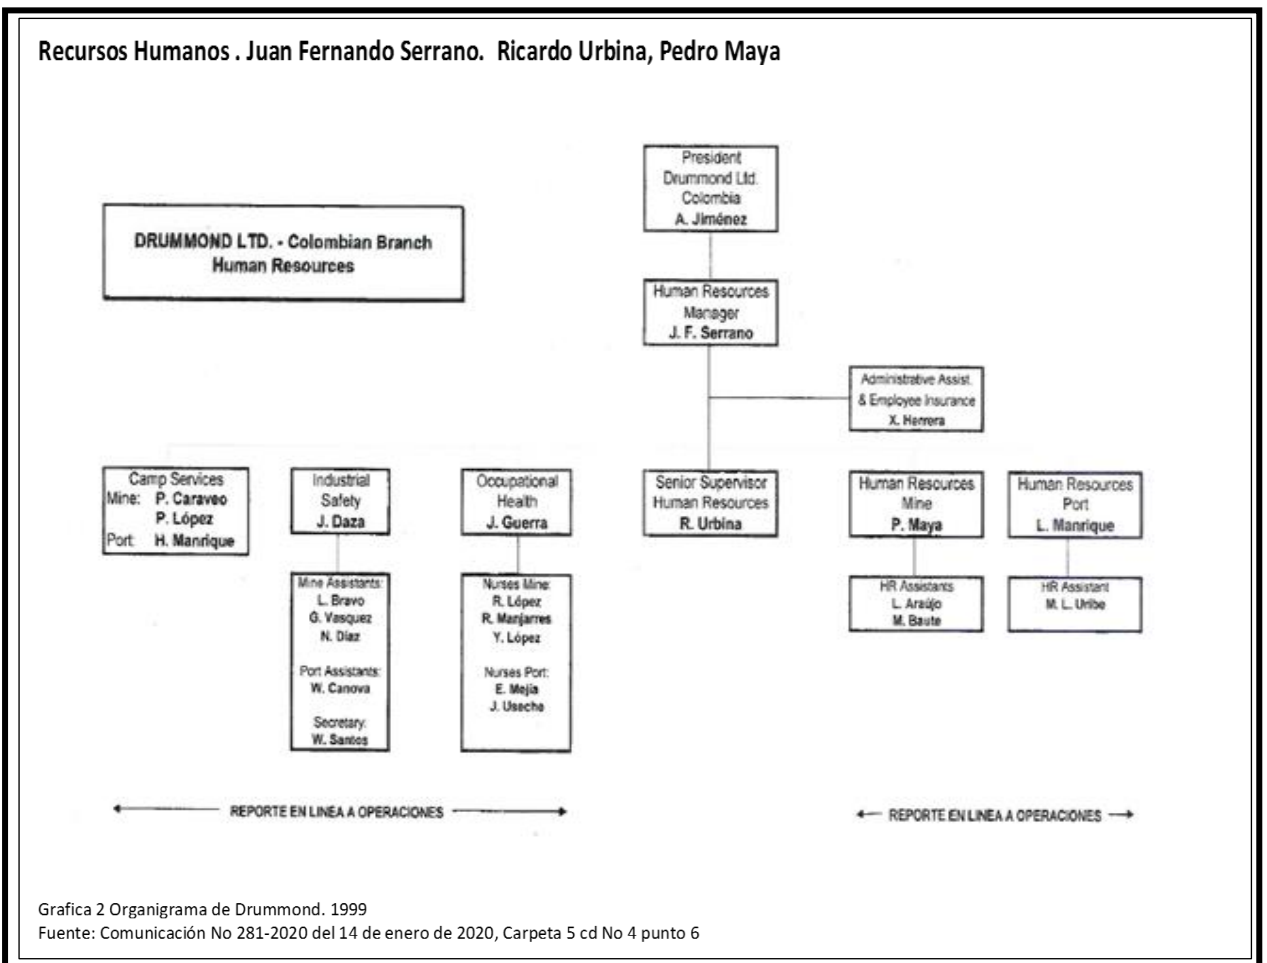 Recursos Humanos . Juan Fernando Serrano. Ricardo Urbina, Pedro Maya
President
Drummond Ltd.
Colombia
A. Jiménez
DRUMMOND LTD. - Colombian Branch
Human Resources
Human Resources
Manager
J. F. Serrano
Administrative Assist.
& Employee Insurance
X. Herrera
Camp Services
Mine: P. Caraveo
P. López
Port: H. Manrique
Industrial
Safety
J. Daza
Occupational
Health
J. Guerra
Senior Supervisor
Human Resources
R. Urbina
Human Resources
Mine
P. Maya
Human Resources
Port
L. Manrique
Mine Assistants:
L. Bravo
G. Vasquez
N. Díaz
Port Assistants:
W. Canova
Secretary:
W. Santos
Nurses Mine:
R. López
R. Manjarres
Y. López
Nurses Port:
E. Mejía
J. Useche
HR Assistants
L. Araújo
M. Baute
HR Assistant
M. L. Uribe
REPORTE EN LINEA A OPERACIONES
REPORTE EN LINEA A OPERACIONES
Grafica 2 Organigrama de Drummond. 1999
Fuente: Comunicación No 281-2020 del 14 de enero de 2020, Carpeta 5 cd No 4 punto 6